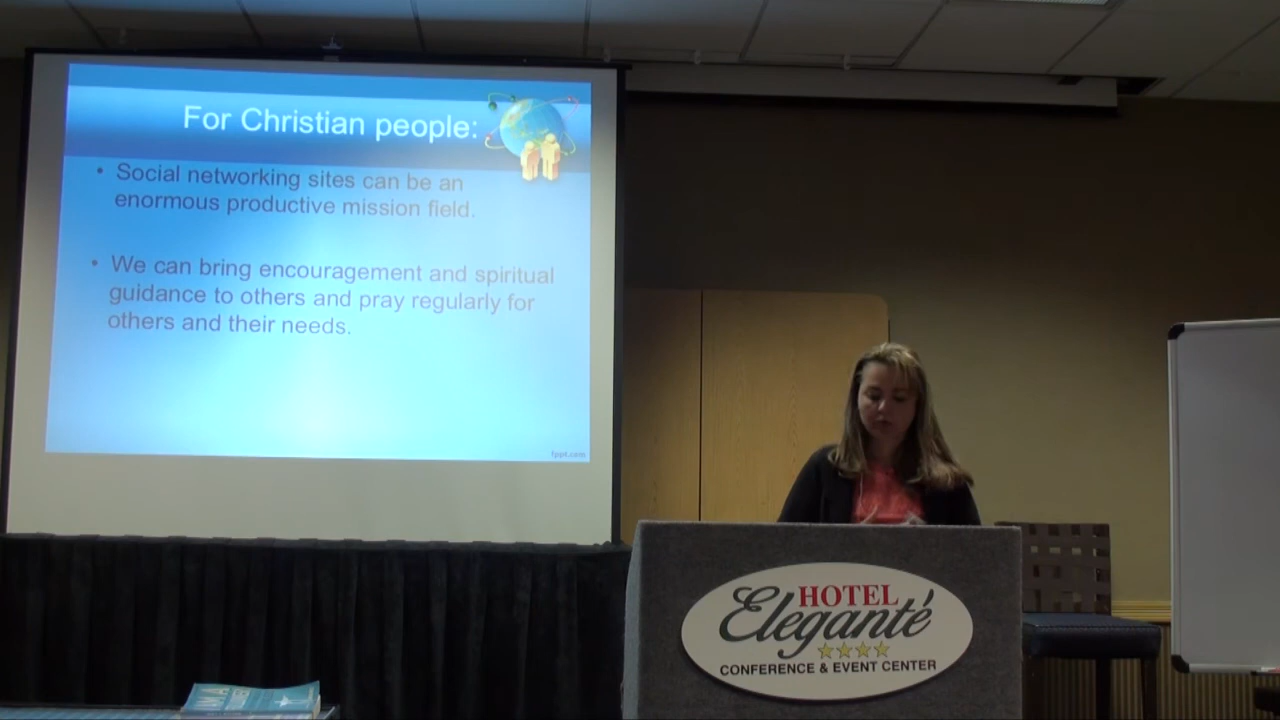 For Christian people:
• Social networking sites can be an
enormous productive mission field.
• We can bring encouragement and spiritual
guidance to others and pray regularly for
others and their needs.
fppt.com
HOTEL
Eleganté
CONFERENCE & EVENT CENTER